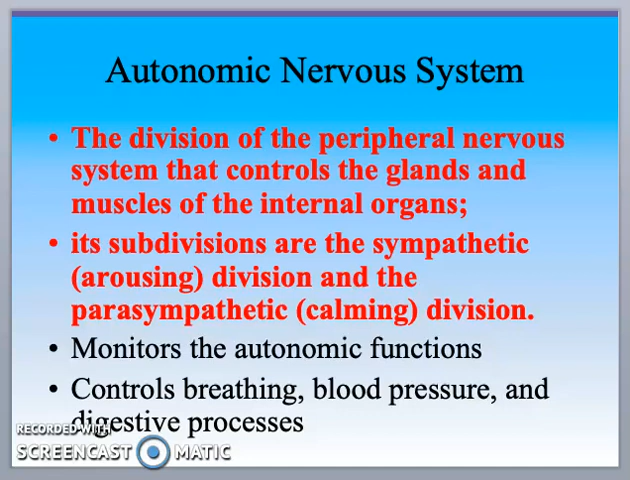 Autonomic Nervous System
• The division of the peripheral nervous
system that controls the glands and
muscles of the internal organs;
• its subdivisions are the sympathetic
(arousing) division and the
parasympathetic (calming) division.
• Monitors the autonomic functions
• Controls breathing, blood pressure, and
digestive processes
RECORDED WITH
SCREENCAST MATIC